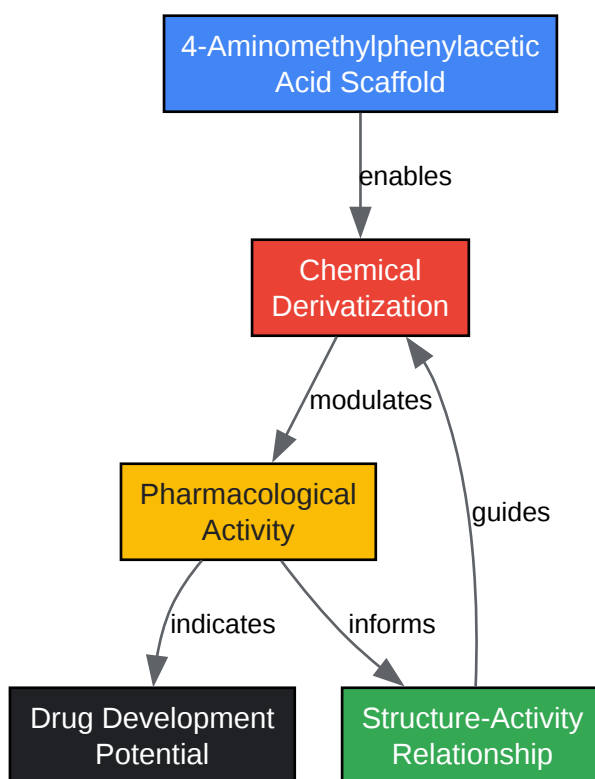 4-Aminomethylphenylacetic
Acid Scaffold
enables
Chemical
Derivatization
modulates
guides
Pharmacological
Activity
indicates
informs
Drug Development
Potential
Structure-Activity
Relationship